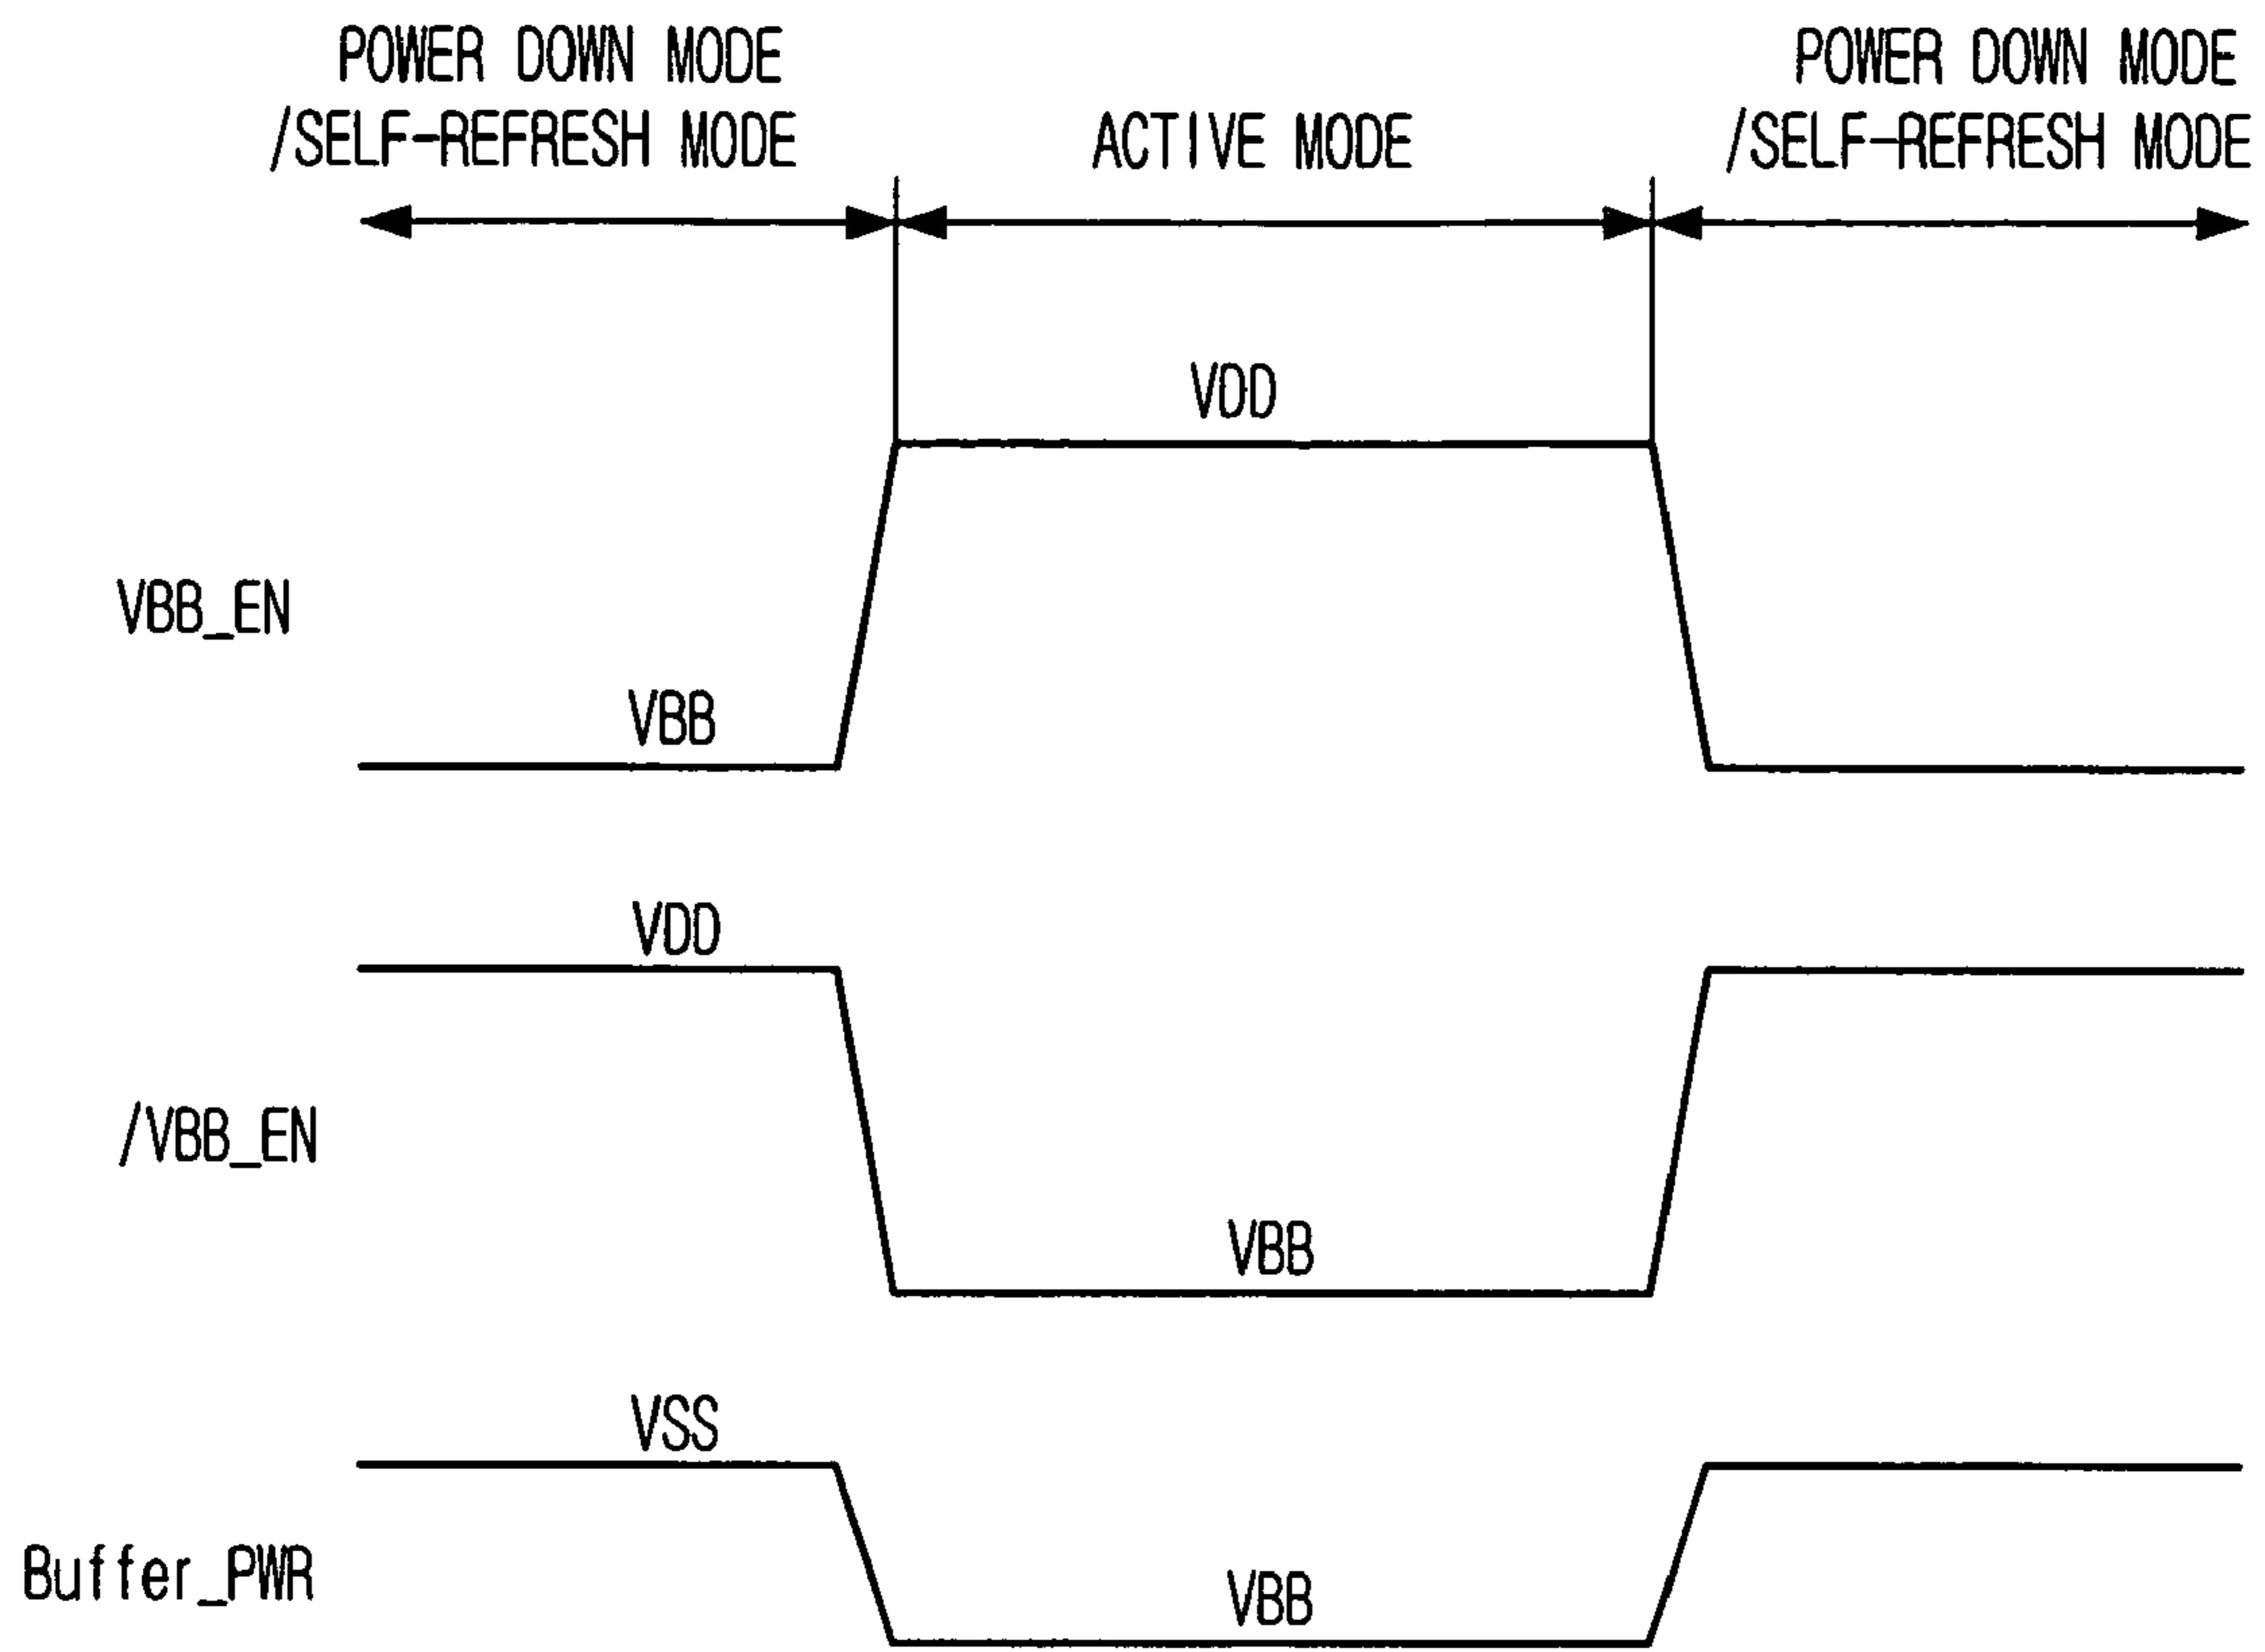 POWER DOWN MODE
/SELF-REFRESH MODE
ACTIVE MODE
POWER DOWN MODE
/SELF-REFRESH MODE
VDD
VBB_EN
VBB
VDD
/VBB_EN
VBB
VSS
Buffer_PWR
VBB